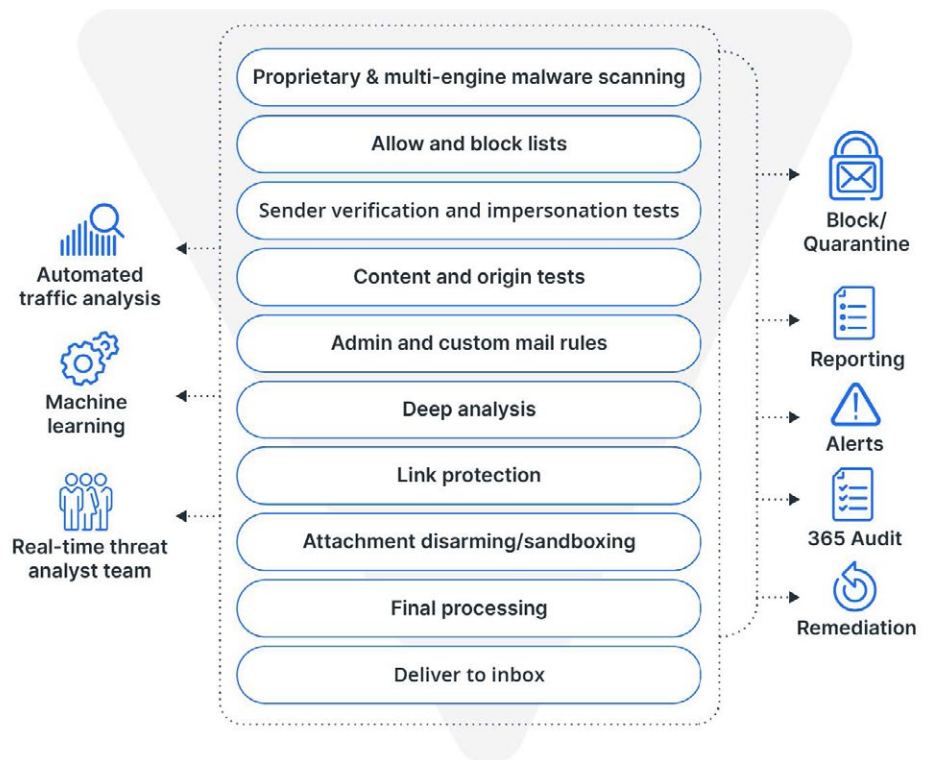 Proprietary & multi-engine malware scanning
Allow and block lists
Sender verification and impersonation tests
Content and origin tests
Admin and custom mail rules
Deep analysis
Link protection
Attachment disarming/sandboxing
Final processing
Deliver to inbox
Automated
traffic analysis
Machine
learning
Real-time threat
analyst team
Block/
Quarantine
Reporting
Alerts
365 Audit
Remediation